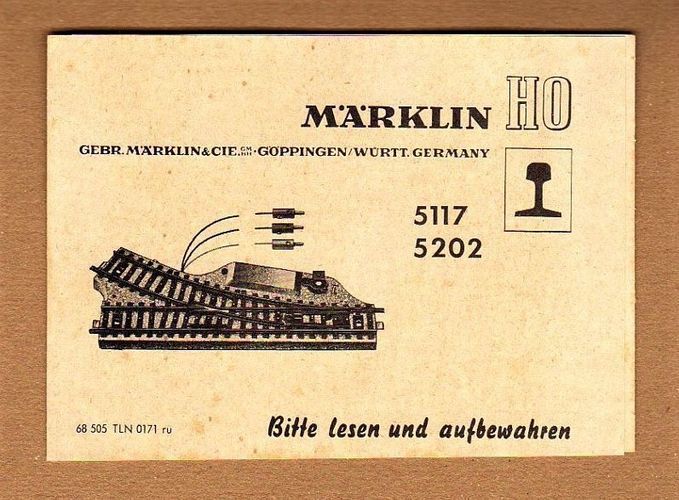 MÄRKLIN HO
GEBR. MÄRKLIN & CIE. GMBH · GÖPPINGEN/WÜRTT. GERMANY
5117
5202
68 505 TLN 0171 ru
Bitte lesen und aufbewahren